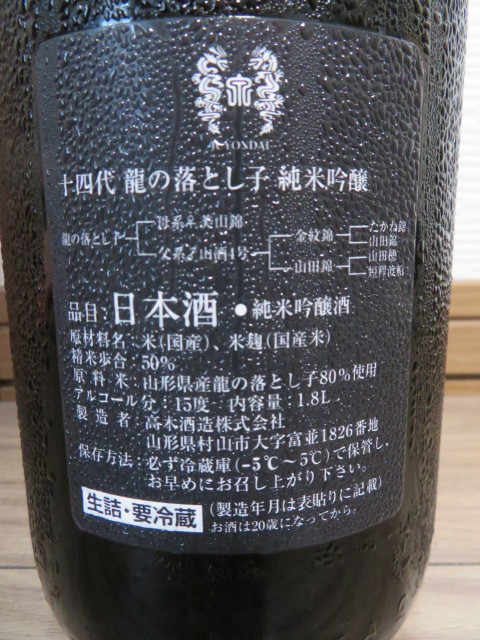 JUYONDAI
十四代 龍の落とし子 純米吟醸
龍の落とし子
母系♀美山錦
父系♂山酒4号
金紋錦
たかね錦
山田錦
山田錦
山田穂
短稈渡船
品目:日本酒・純米吟醸酒
原材料名:米(国産)、米麹(国産米)
精米歩合 50%
原料米:山形県産龍の落とし子80%使用
アルコール分:15度 内容量:1.8L
製造者:高木酒造株式会社
山形県村山市大字富並1826番地
保存方法:必ず冷蔵庫(-5℃~5℃)で保管し、
お早めにお召し上がり下さい。
生詰・要冷蔵
(製造年月は表貼りに記載)
お酒は20歳になってから。